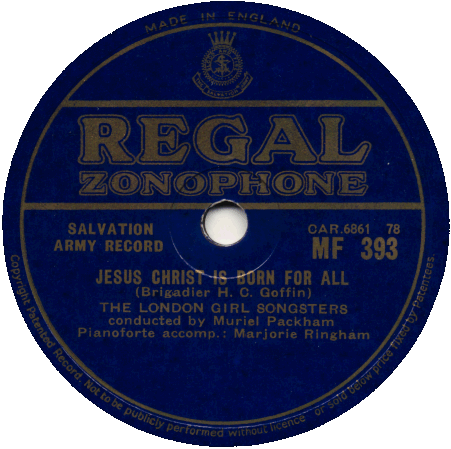 MADE IN ENGLAND
REGAL
ZONOPHONE
SALVATION
ARMY RECORD
CAR.6861 78
MF 393
JESUS CHRIST IS BORN FOR ALL
(Brigadier H. C. Goffin)
THE LONDON GIRL SONGSTERS
conducted by Muriel Packham
Pianoforte accomp.: Marjorie Ringham
Copyright Patented Record. Not to be publicly performed without licence or sold below price fixed by Patentees.